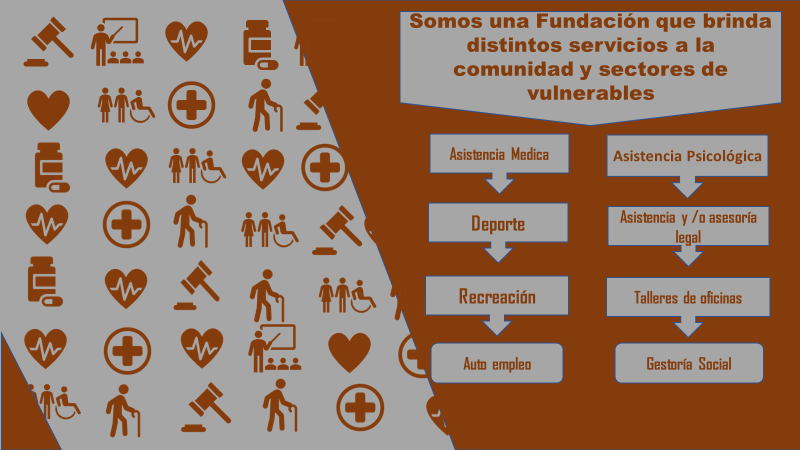 Somos una Fundación que brinda
distintos servicios a la
comunidad y sectores de
vulnerables
Asistencia Medica
Deporte
Recreación
Auto empleo
Asistencia Psicológica
Asistencia y /o asesoría
legal
Talleres de oficinas
Gestoría Social